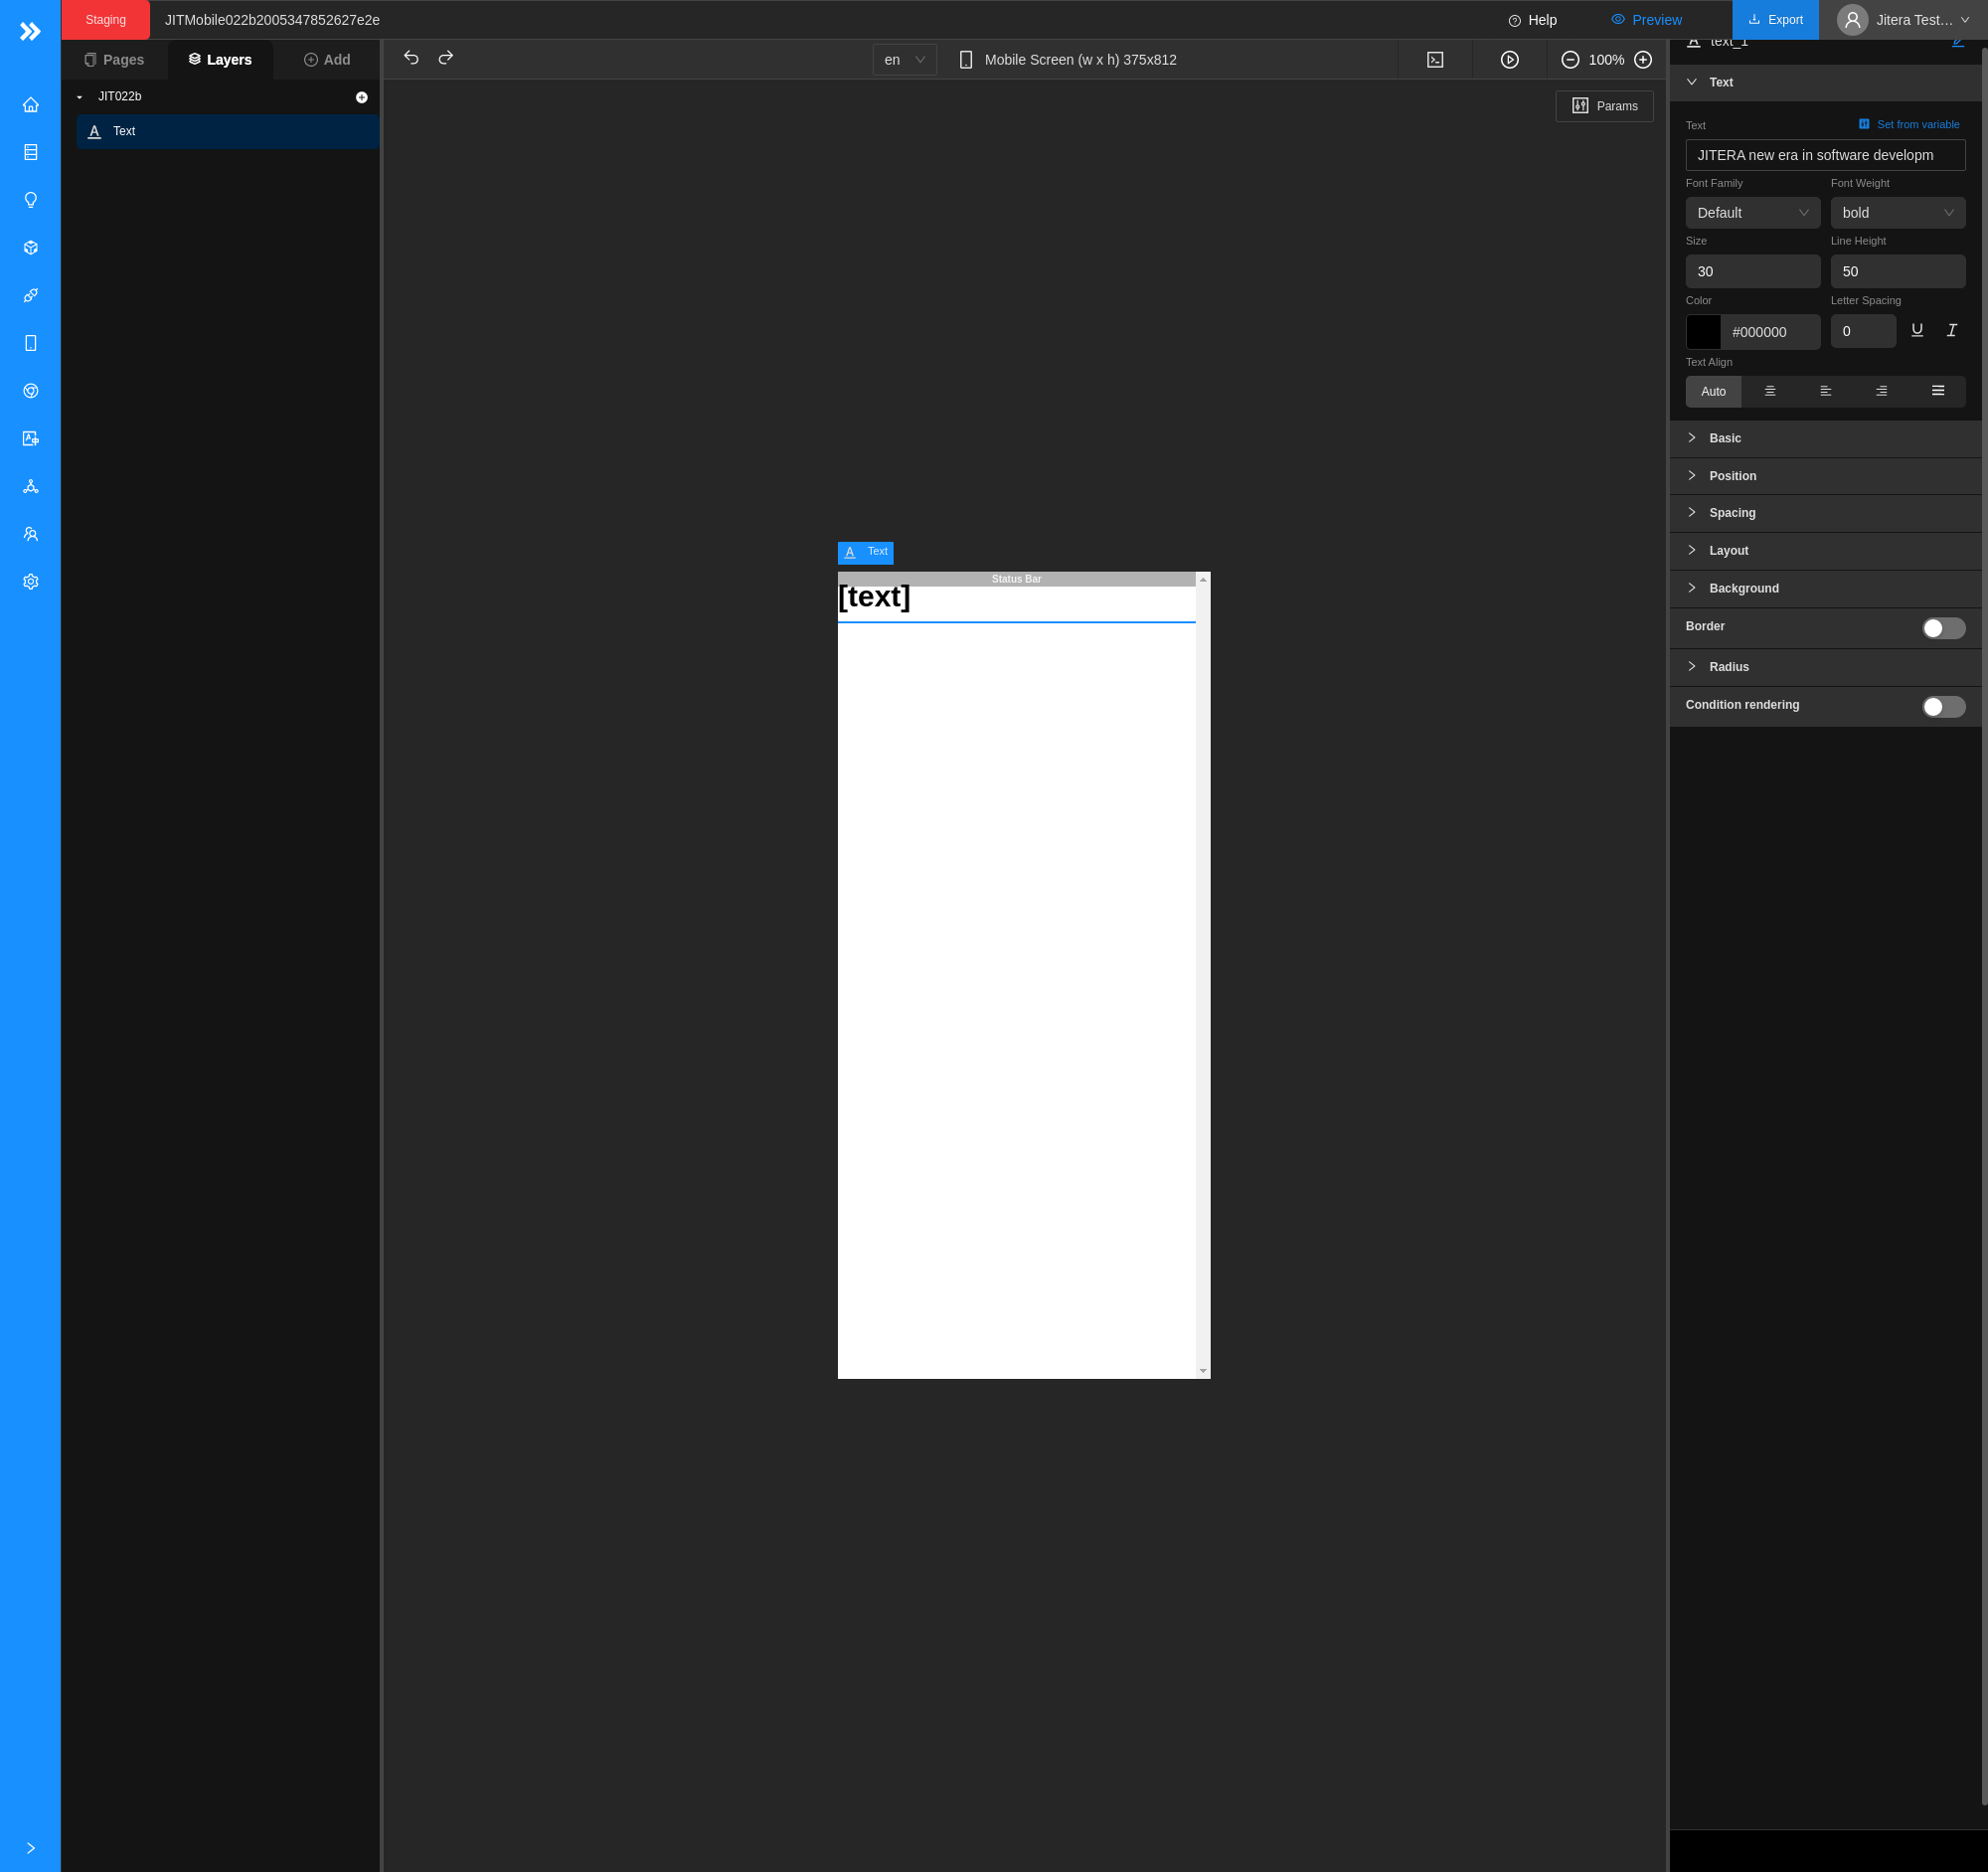 Staging
JITMobile022b2005347852627e2e
Help
Preview
Export
Jitera Test...
Pages
Layers
Add
en
Mobile Screen (w x h) 375x812
100%
text_1
JIT022b
Text
Params
Text
Text
Set from variable
JITERA new era in software developm
Font Family
Font Weight
Default
bold
Size
Line Height
30
50
Color
Letter Spacing
#000000
0
Text Align
Auto
Basic
Position
Spacing
Layout
Background
Border
Radius
Condition rendering
Text
Status Bar
[text]